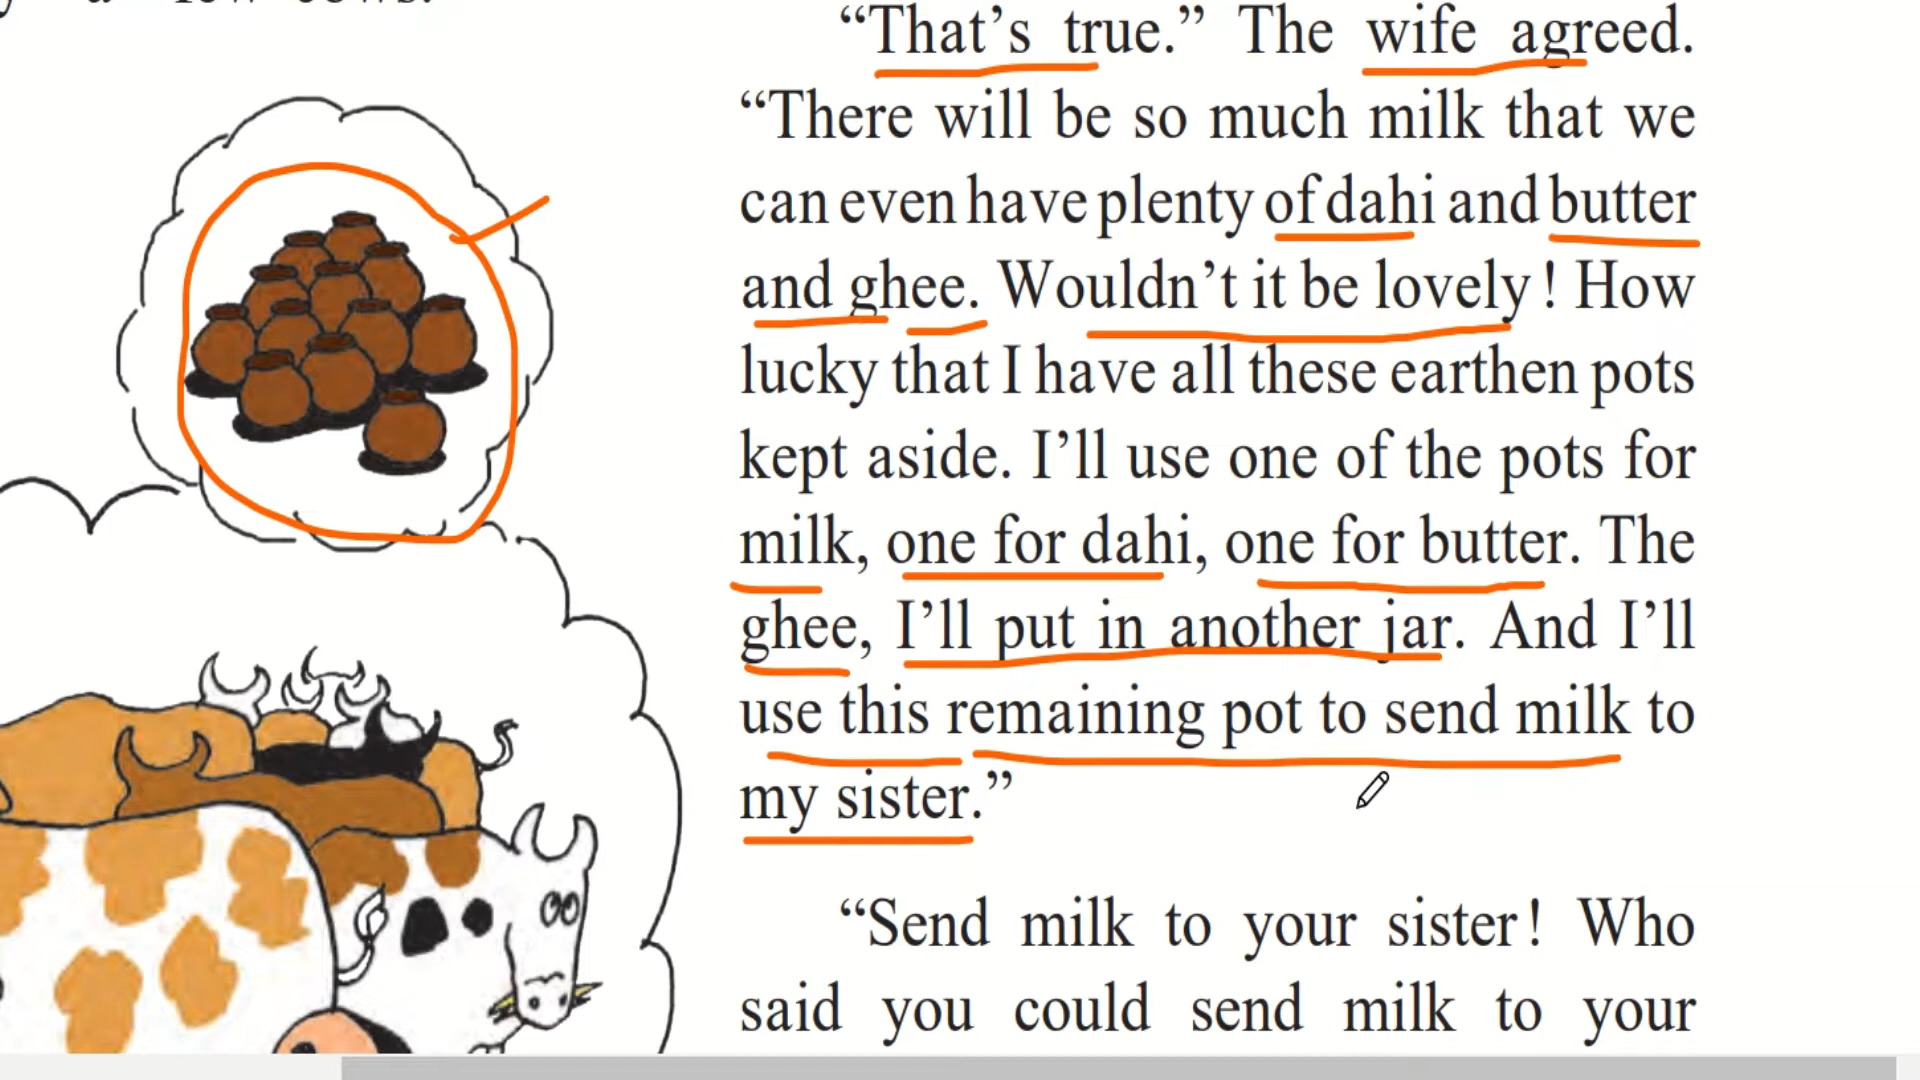 “That’s true.” The wife agreed.
“There will be so much milk that we
can even have plenty of dahi and butter
and ghee. Wouldn’t it be lovely! How
lucky that I have all these earthen pots
kept aside. I’ll use one of the pots for
milk, one for dahi, one for butter. The
ghee, I’ll put in another jar. And I’ll
use this remaining pot to send milk to
my sister.”
“Send milk to your sister! Who
said you could send milk to your